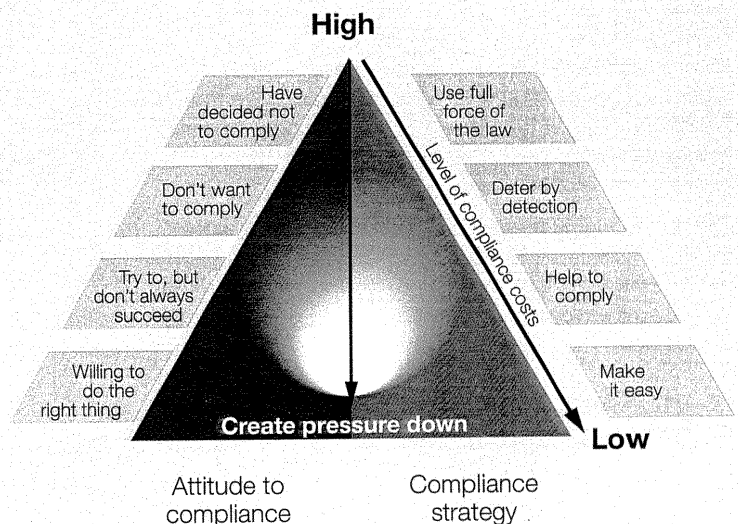 High
Have
decided not
to comply
Use full
force of
the law
Don't want
to comply
Deter by
detection
Level of compliance costs
Try to, but
don't always
succeed
Help to
comply
Willing to
do the
right thing
Make
it easy
Create pressure down
Low
Attitude to
compliance
Compliance
strategy